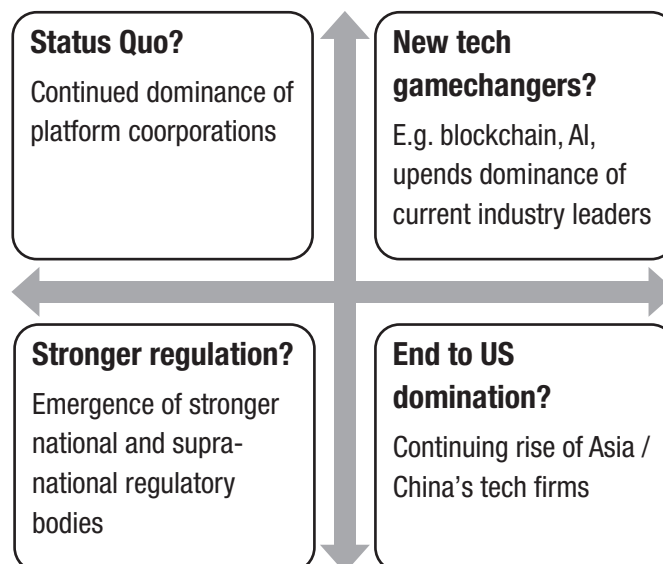 Status Quo?
Continued dominance of
platform coorporations
New tech
gamechangers?
E.g. blockchain, AI,
upends dominance of
current industry leaders
Stronger regulation?
Emergence of stronger
national and supra-
national regulatory
bodies
End to US
domination?
Continuing rise of Asia /
China's tech firms